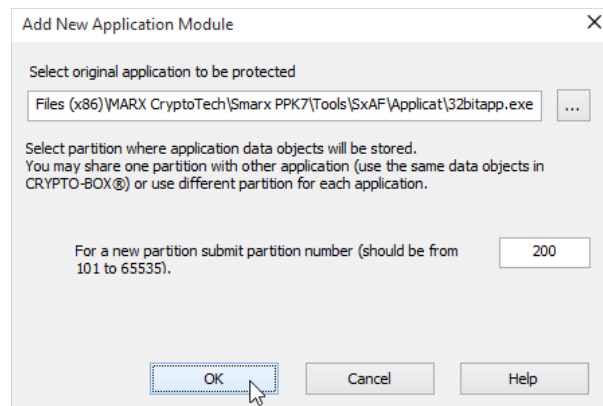 Add New Application Module
Select original application to be protected
Files (x86)\MARX CryptoTech\Smarx PPK7\Tools\SxAF\Applicat\32bitapp.exe
...
Select partition where application data objects will be stored.
You may share one partition with other application (use the same data objects in
CRYPTO-BOX®) or use different partition for each application.
For a new partition submit partition number (should be from
101 to 65535).
200
OK
Cancel
Help